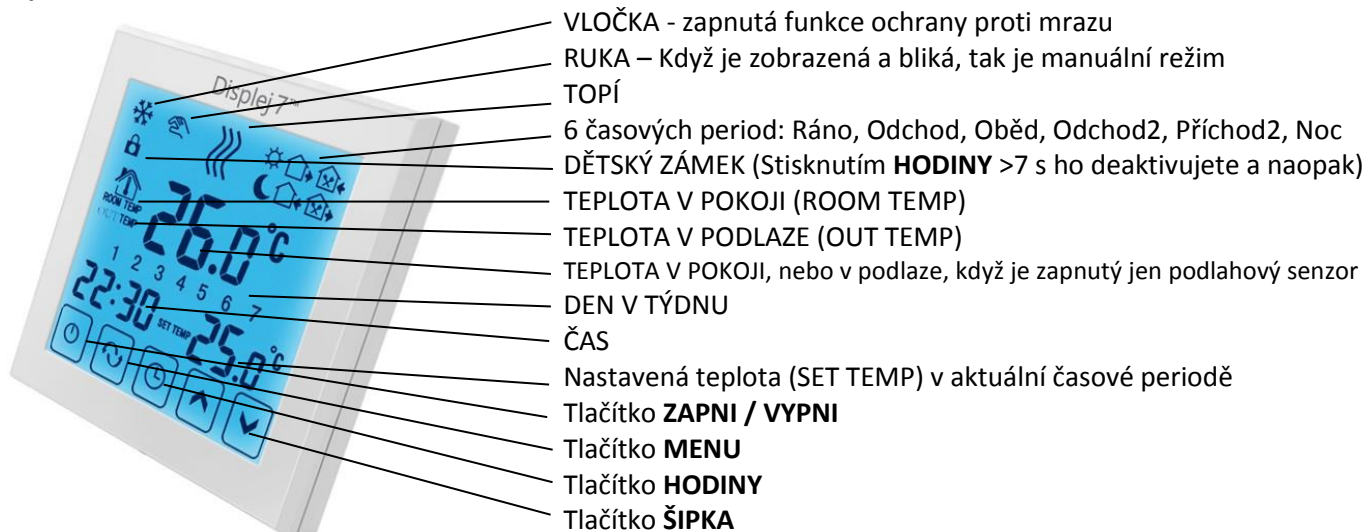 VLOČKA - zapnutá funkce ochrany proti mrazu
RUKA – Když je zobrazená a bliká, tak je manuální režim
TOPÍ
6 časových period: Ráno, Odchod, Oběd, Odchod2, Příchod2, Noc
DĚTSKÝ ZÁMEK (Stisknutím HODINY >7 s ho deaktivujete a naopak)
TEPLOTA V POKOJI (ROOM TEMP)
TEPLOTA V PODLAZE (OUT TEMP)
TEPLOTA V POKOJI, nebo v podlaze, když je zapnutý jen podlahový senzor
DEN V TÝDNU
ČAS
Nastavená teplota (SET TEMP) v aktuální časové periodě
Tlačítko ZAPNI / VYPNI
Tlačítko MENU
Tlačítko HODINY
Tlačítko ŠIPKA
Displej 7™
ROOM TEMP
OUT TEMP
26.0°C
1 2 3 4 5 6 7
22:30 SET TEMP 25.0°C